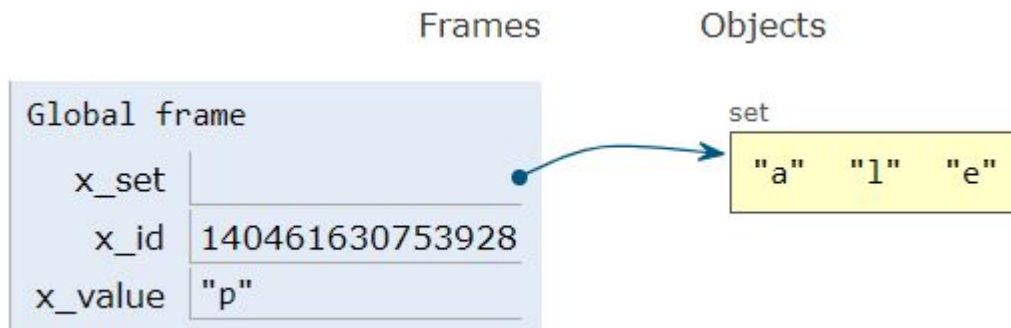 Frames Objects
Global frame
set
x_set
"a" "l" "e"
x_id 140461630753928
x_value "p"